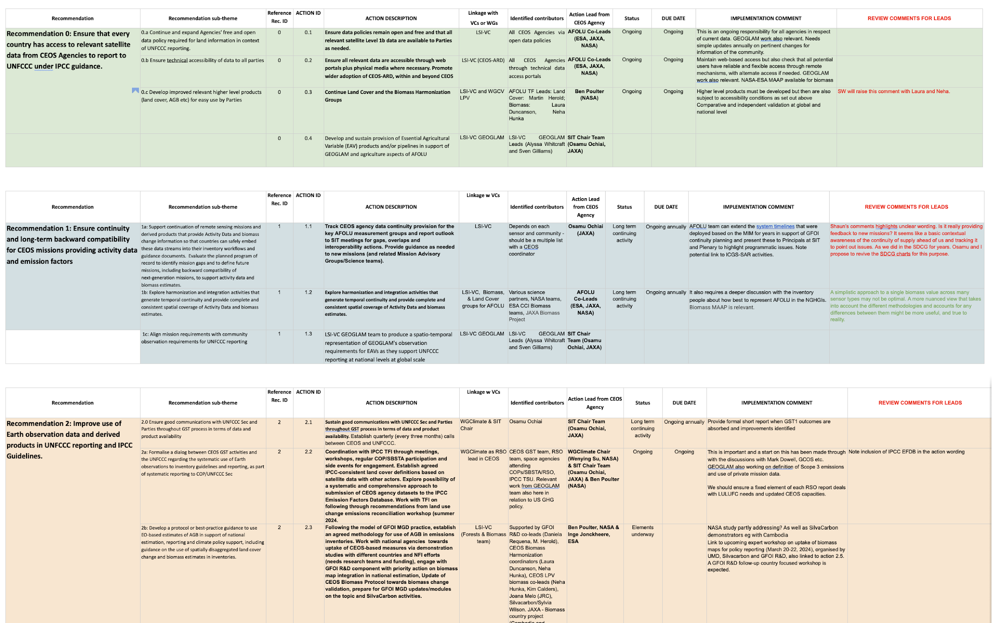 Recommendation
Recommendation sub-theme
Reference
Rec. ID
ACTION ID
ACTION DESCRIPTION
Linkage with
VCs or WGs
Identified contributors
Action Lead from
CEOS Agency
Status
DUE DATE
IMPLEMENTATION COMMENT
REVIEW COMMENTS FOR LEADS
Recommendation 0: Ensure that every
country has access to relevant satellite
data from CEOS Agencies to report to
UNFCCC under IPCC guidance.
0.a Continue and expand Agencies' free and open
data policy required for land information in context
of UNFCCC reporting.
0
0.1
Ensure data policies remain open and free and that all
relevant satellite Level 1b data are available to Parties
as needed.
LSI-VC
All CEOS Agencies via
open data policies
AFOLU Co-Leads
(ESA, JAXA,
NASA)
Ongoing
Ongoing
This is an ongoing responsibility for all agencies in respect
of current data. GEOGLAM work also relevant. Needs
simple updates annually on pertinent changes for
information of the community.
0.b Ensure technical accessibility of data to all parties
0
0.2
Ensure all relevant data are accessible through web
portals plus physical media where necessary. Promote
wider adoption of CEOS-ARD, within and beyond CEOS
LSI-VC (CEOS-ARD)
All CEOS Agencies
through technical data
access portals
AFOLU Co-Leads
(ESA, JAXA,
NASA)
Ongoing
Ongoing
Maintain web-based access but also check that all potential
users have reliable and flexible access through remote
mechanisms, with alternate access if needed. GEOGLAM
work also relevant. NASA-ESA MAAP available for biomass
0.c Develop improved relevant higher level products
(land cover, AGB etc) for easy use by Parties
0
0.3
Continue Land Cover and the Biomass Harmonization
Groups
LSI-VC and WGCV
LPV
AFOLU TF Leads: Land
Cover: Martin Herold;
Biomass: Laura
Duncanson, Neha
Hunka
Ben Poulter
(NASA)
Ongoing
Ongoing
Higher level products must be developed but then are also
subject to accessibility conditions as set out above
Comparative and independent validation at global and
national level
SW will raise this comment with Laura and Neha.
0
0.4
Develop and sustain provision of Essential Agricultural
Variable (EAV) products and/or pipelines in support of
GEOGLAM and agriculture aspects of AFOLU
LSI-VC GEOGLAM
LSI-VC GEOGLAM
Leads (Alyssa Whitcraft
and Sven Gilliams)
SIT Chair Team
(Osamu Ochiai,
JAXA)
Recommendation
Recommendation sub-theme
Reference
Rec. ID
ACTION ID
ACTION DESCRIPTION
Linkage w VCs
Identified contributors
Action Lead
from CEOS
Agency
Status
DUE DATE
IMPLEMENTATION COMMENT
REVIEW COMMENTS FOR LEADS
Recommendation 1: Ensure continuity
and long-term backward compatibility
for CEOS missions providing activity data
and emission factors
1a: Support continuation of remote sensing missions and
derived products that provide Activity Data and biomass
change information so that countries can safely embed
these data streams into their inventory workflows and
guidance documents.  Evaluate the planned program of
record to identify mission gaps and to define future
missions, including backward compatibility of
next-generation missions, to support activity data and
biomass estimates.
1
1.1
Track CEOS agency data continuity provision for the
key AFOLU measurement groups and report outlook
to SIT meetings for gaps, overlaps and
interoperability actions. Provide guidance as needed
to new missions (and related Mission Advisory
Groups/Science teams).
LSI-VC
Depends on each
sensor and community -
should be a multiple list
with a CEOS
coordinator
Osamu Ochiai
(JAXA)
Long term
continuing
activity
Ongoing annually
AFOLU team can extend the system timelines that were
deployed based on the MIM for years in support of GFOI
continuity planning and present these to Principals at SIT
and Plenary to highlight programmatic issues. Note
potential link to ICGS-SAR activities.
Shaun's comments highlights unclear wording. Is it really providing
feedback to new missions? It seems like a basic contextual
awareness of the continuity of supply ahead of us and tracking it
to point out issues. As we did in the SDCG for years. Osamu and I
propose to revive the SDCG charts for this purpose.
1b: Explore harmonization and integration activities that
generate temporal continuity and provide complete and
consistent spatial coverage of Activity Data and biomass
estimates.
1
1.2
Explore harmonization and integration activities that
generate temporal continuity and provide complete and
consistent spatial coverage of Activity Data and biomass
estimates.
LSI-VC, Biomass,
& Land Cover
groups for AFOLU
Various science
partners, NASA teams,
ESA CCI Biomass
teams, JAXA Biomass
Project
AFOLU
Co-Leads
(ESA, JAXA,
NASA)
Long term
continuing
activity
Ongoing annually
It also requires a deeper discussion with the inventory
people about how best to represent AFOLU in the NGHGIs.
Biomass MAAP is relevant.
A simplistic approach to a single biomass value across many
sensor types may not be optimal. A more nuanced view that takes
into account the different methodologies and accounts for any
differences between them might be more useful, and true to
reality.
1c: Align mission requirements with community
observation requirements for UNFCCC reporting
1
1.3
LSI-VC GEOGLAM team to produce a spatio-temporal
representation of GEOGLAM's observation
requirements for EAVs as they support UNFCCC
reporting at national levels at global scale
LSI-VC GEOGLAM
LSI-VC GEOGLAM
Leads (Alyssa Whitcraft
and Sven Gilliams)
SIT Chair
Team (Osamu
Ochiai, JAXA)
Recommendation
Recommendation sub-theme
Reference
Rec. ID
ACTION ID
ACTION DESCRIPTION
Linkage w VCs
Identified contributors
Action Lead from CEOS
Agency
Status
DUE DATE
IMPLEMENTATION COMMENT
REVIEW COMMENTS FOR LEADS
Recommendation 2: Improve use of
Earth observation data and derived
products in UNFCCC reporting and IPCC
Guidelines.
2.0 Ensure good communications with UNFCCC Sec and
Parties throughout GST process in terms of data and
product availability
2
2.1
Sustain good communications with UNFCCC Sec and Parties
throughout GST process in terms of data and product
availability. Establish quarterly (every three months) calls
between CEOS and UNFCCC.
WGClimate & SIT
Chair
Osamu Ochiai
SIT Chair Team
(Osamu Ochiai,
JAXA)
Long term
continuing
activity
Ongoing annually
Provide formal short report when GST1 outcomes are
absorbed and improvements identified
2a: Formalise a dialog between CEOS GST activities and
the UNFCCC regarding the systematic use of Earth
observations to inventory guidelines and reporting, as part
of systematic reporting to COP/UNFCCC Sec
2
2.2
Coordination with IPCC TFI through meetings,
workshops, regular COP/SBSTA participation and
side events for engagement. Establish agreed
IPCC-consistent land cover definitions based on
satellite data with other actors. Explore possibility of
a systematic and comprehensive approach to
submission of CEOS agency datasets to the IPCC
Emission Factors Database. Work with TFI on
following through recommendations from land use
change emissions reconciliation workshop (summer
2024.
WGClimate as RSO
lead in CEOS
CEOS GST team, RSO
team, space agencies
attending
COPs/SBSTA/RSO,
IPCC TSU. Relevant
work from GEOGLAM
team also here in
relation to US GHG
policy.
WGClimate Chair
(Wenying Su, NASA)
& SIT Chair Team
(Osamu Ochiai,
JAXA) & Ben Poulter
(NASA)
Ongoing
Ongoing
This is important and a start on this has been made through
with the discussions with Mark Dowell, GCOS etc.
GEOGLAM also working on definition of Scope 3 emissions
and use of private mission data.
We should ensure a fixed element of each RSO report deals
with LULUFC needs and updated CEOS capacities.
Note inclusion of IPCC EFDB in the action wording
2b: Develop a protocol or best-practice guidance to use
EO-based estimates of AGB in support of national
estimation, reporting and climate policy support, including
guidance on the use of spatially disaggregated land cover
change and biomass estimates in inventories.
2
2.3
Following the model of GFOI MGD practice, establish
an agreed methodology for use of AGB in emissions
inventories. Work with national agencies  towards
uptake of CEOS-based measures via demonstration
studies with different countries and NFI efforts
(needs research teams and funding), engage with
GFOI R&D component with priority action on biomass
map integration in national estimation, Update of
CEOS Biomass Protocol towards biomass change
validation, prepare for GFOI MGD updates/modules
on the topic and SilvaCarbon activities.
LSI-VC
(Forests & Biomass
team)
Supported by GFOI
R&D co-leads (Daniela
Requena, M. Herold),
CEOS Biomass
Harmonization
coordinators (Laura
Duncanson, Neha
Hunka), CEOS LPV
biomass co-leads (Neha
Hunka, Kim Calders),
Joana Melo (JRC),
Silvacarbon/Sylvia
Wilson. JAXA - Biomass
country project
(Cambodia and
Ben Poulter, NASA &
Inge Jonckheere,
ESA
Elements
underway
NASA study partly addressing? As well as SilvaCarbon
demonstrators eg with Cambodia
Link to upcoming expert workshop on uptake of biomass
maps for policy reporting (March 20-22, 2024), organised by
UMD, Silvacarbon and GFOI R&D, also linked to action 2.5.
A GFOI R&D follow-up country focused workshop is
expected.